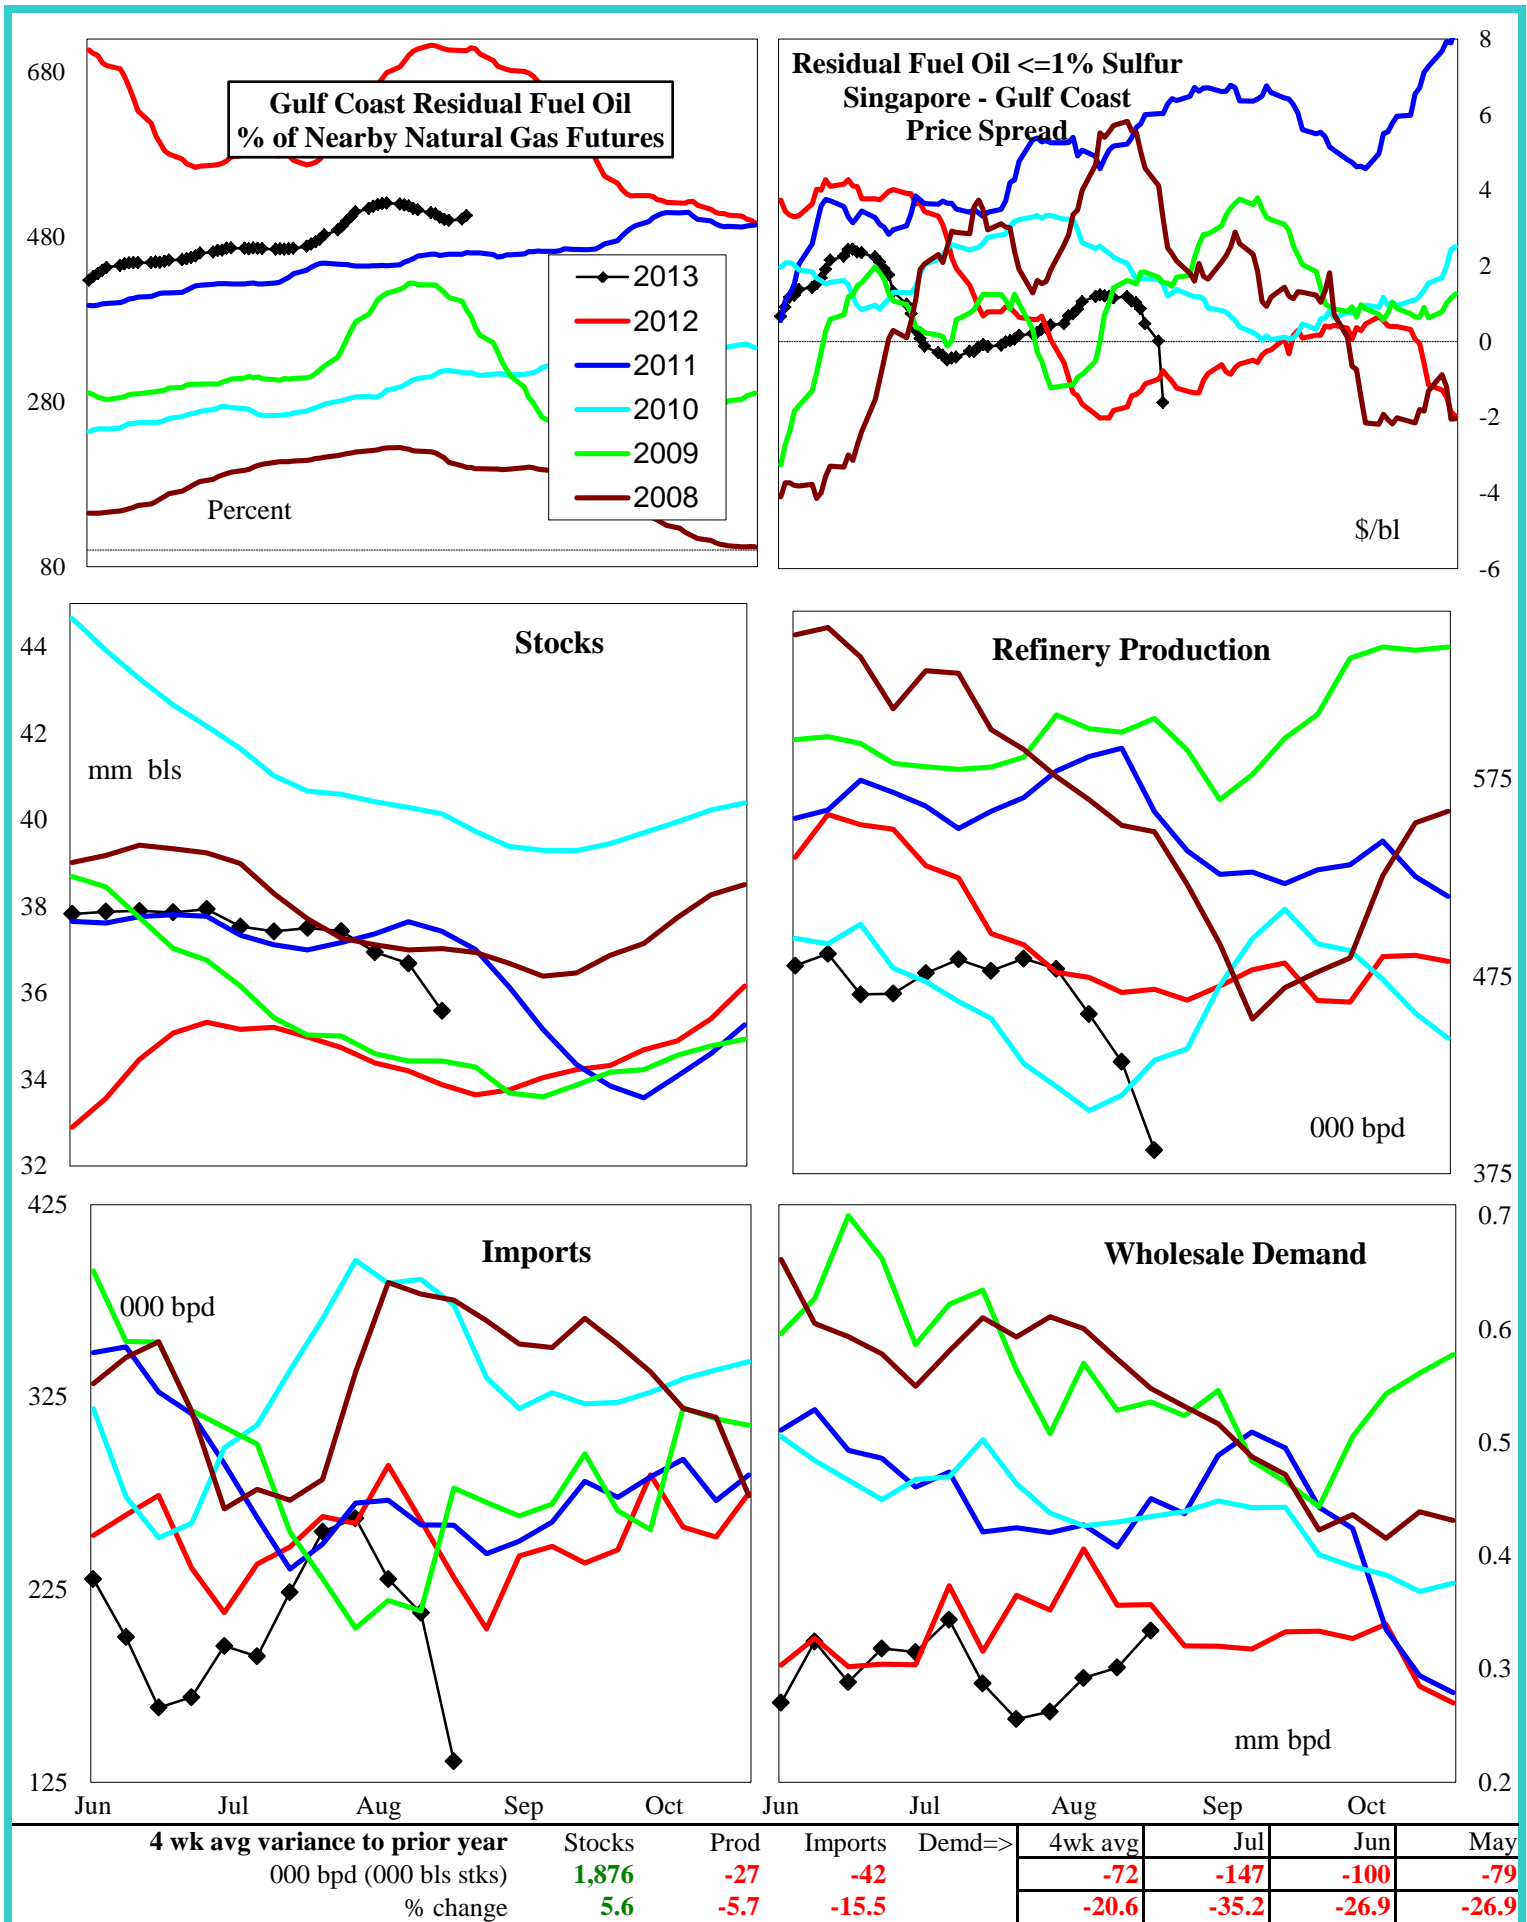 Gulf Coast Residual Fuel Oil
% of Nearby Natural Gas Futures
680
480
280
80
Percent
2013
2012
2011
2010
2009
2008
Residual Fuel Oil <=1% Sulfur
Singapore - Gulf Coast
Price Spread
8
6
4
2
0
-2
-4
-6
$/bl
Stocks
mm bls
44
42
40
38
36
34
32
Refinery Production
575
475
375
000 bpd
Imports
000 bpd
425
325
225
125
Jun Jul Aug Sep Oct
Wholesale Demand
0.7
0.6
0.5
0.4
0.3
0.2
mm bpd
Jun Jul Aug Sep Oct
4 wk avg variance to prior year Stocks Prod Imports Demd=> 4wk avg Jul Jun May
000 bpd (000 bls stks) 1,876 -27 -42 -72 -147 -100 -79
% change 5.6 -5.7 -15.5 -20.6 -35.2 -26.9 -26.9